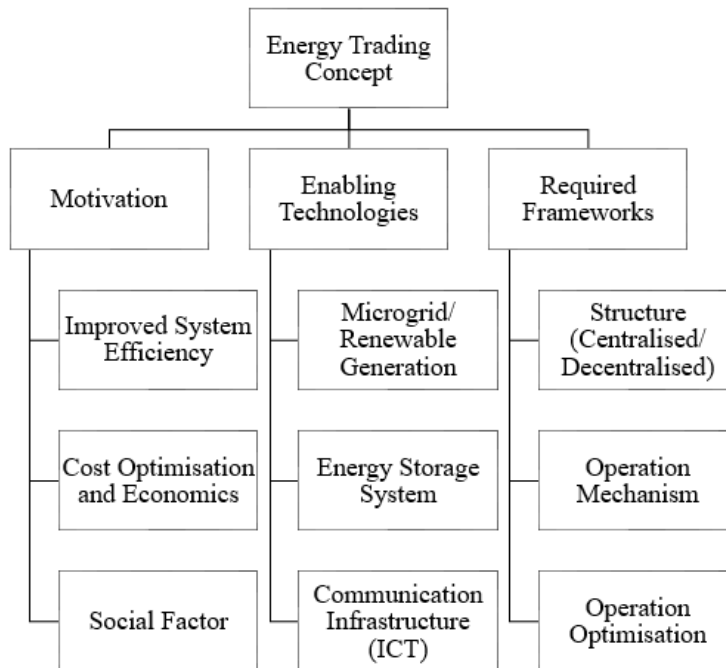 Energy Trading
Concept
Motivation
Enabling
Technologies
Required
Frameworks
Improved System
Efficiency
Microgrid/
Renewable
Generation
Structure
(Centralised/
Decentralised)
Cost Optimisation
and Economics
Energy Storage
System
Operation
Mechanism
Social Factor
Communication
Infrastructure
(ICT)
Operation
Optimisation